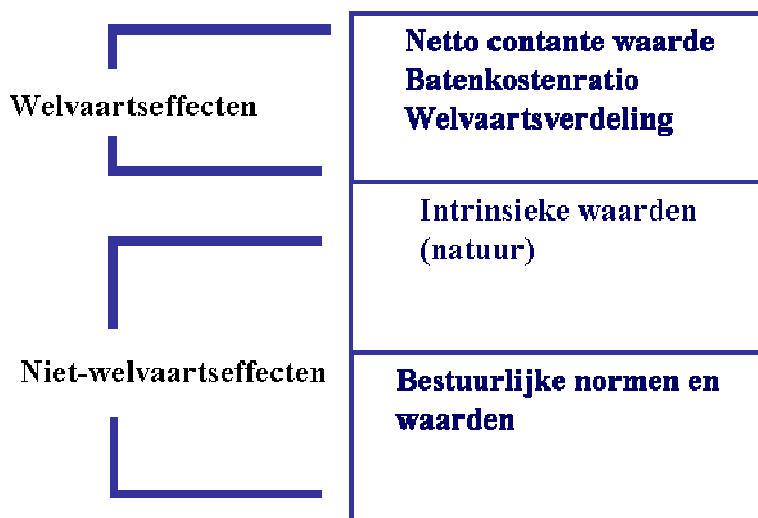 Welvaartseffecten
Netto contante waarde
Batenkostenratio
Welvaartsverdeling
Niet-welvaartseffecten
Intrinsieke waarden
(natuur)
Bestuurlijke normen en
waarden